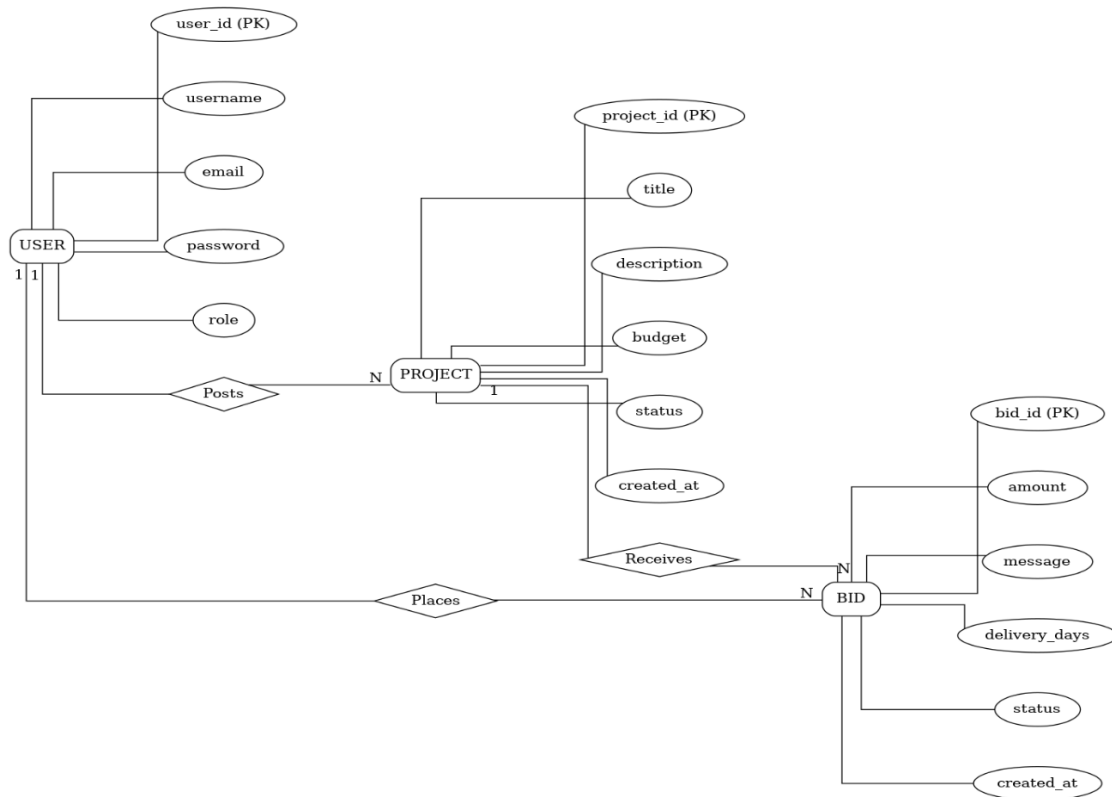 user_id (PK)
username
email
USER
password
1
1
role
Posts
N
project_id (PK)
title
description
budget
PROJECT
1
status
created_at
Receives
N
Places
N
BID
bid_id (PK)
amount
message
delivery_days
status
created_at